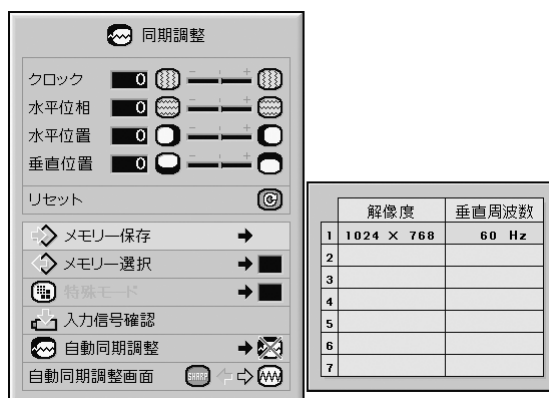 同期調整
クロック 0 - +
水平位相 0 - +
水平位置 0 - +
垂直位置 0 - +
リセット
メモリー保存
メモリー選択
特殊モード
入力信号確認
自動同期調整
自動同期調整画面 SHARP
解像度 垂直周波数
1 1024 × 768 60 Hz
2
3
4
5
6
7